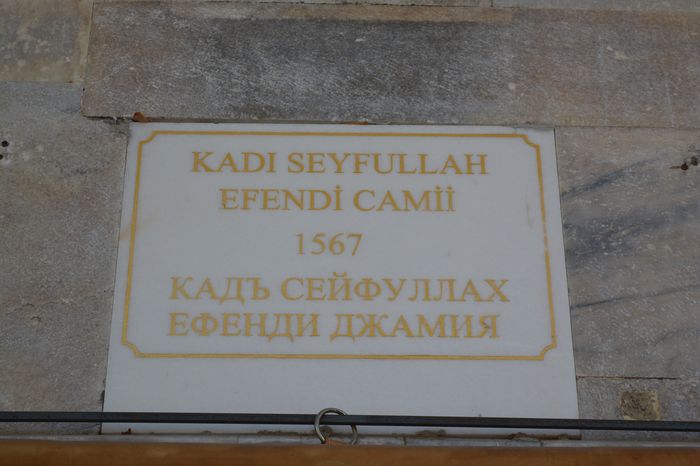 KADI SEYFULLAH
EFENDİ CAMİİ
1567
КАДЪ СЕЙФУЛЛАХ
ЕФЕНДИ ДЖАМИЯ